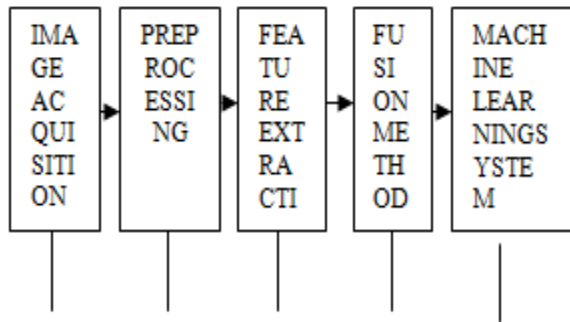 IMA
GE
AC
QUI
SITI
ON
PREP
ROC
ESSI
NG
FEA
TU
RE
EXT
RA
CTI
FU
SI
ON
ME
TH
OD
MACH
INE
LEAR
NINGS
YSTE
M